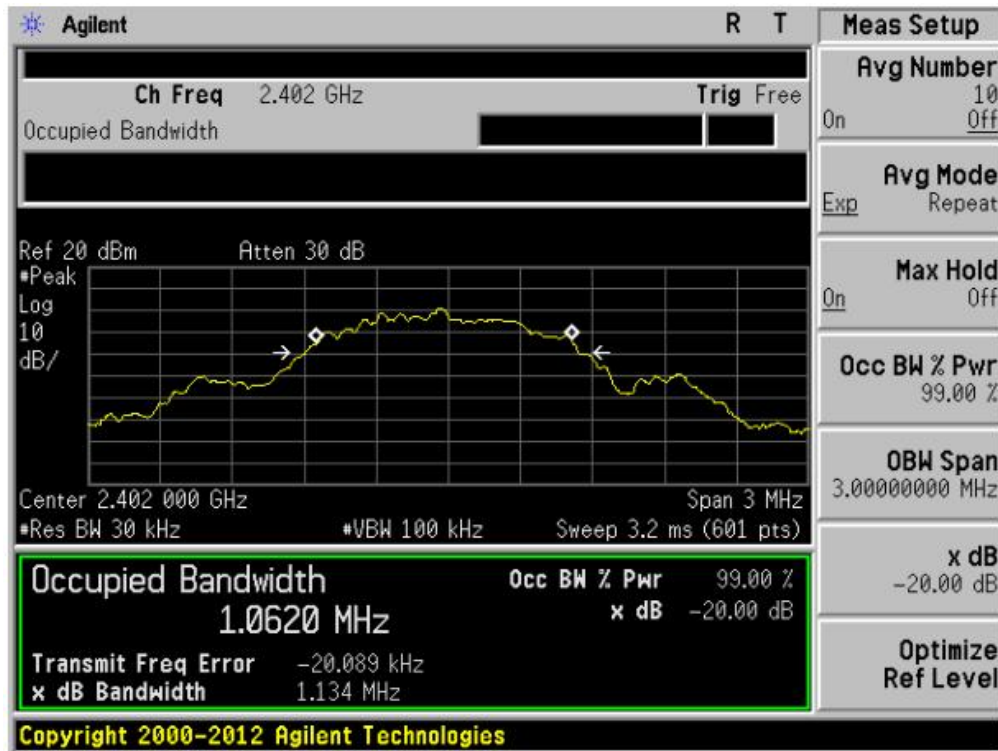 Agilent R T
Ch Freq 2.402 GHz Trig Free
Occupied Bandwidth
Ref 20 dBm Atten 30 dB
#Peak
Log
10
dB/
Center 2.402 000 GHz Span 3 MHz
#Res BW 30 kHz #VBW 100 kHz Sweep 3.2 ms (601 pts)
Occupied Bandwidth Occ BW % Pwr 99.00 %
1.0620 MHz x dB -20.00 dB
Transmit Freq Error -20.089 kHz
x dB Bandwidth 1.134 MHz
Copyright 2000-2012 Agilent Technologies
Meas Setup
Avg Number
10
On Off
Avg Mode
Exp Repeat
Max Hold
On Off
Occ BW % Pwr
99.00 %
OBW Span
3.00000000 MHz
x dB
-20.00 dB
Optimize
Ref Level